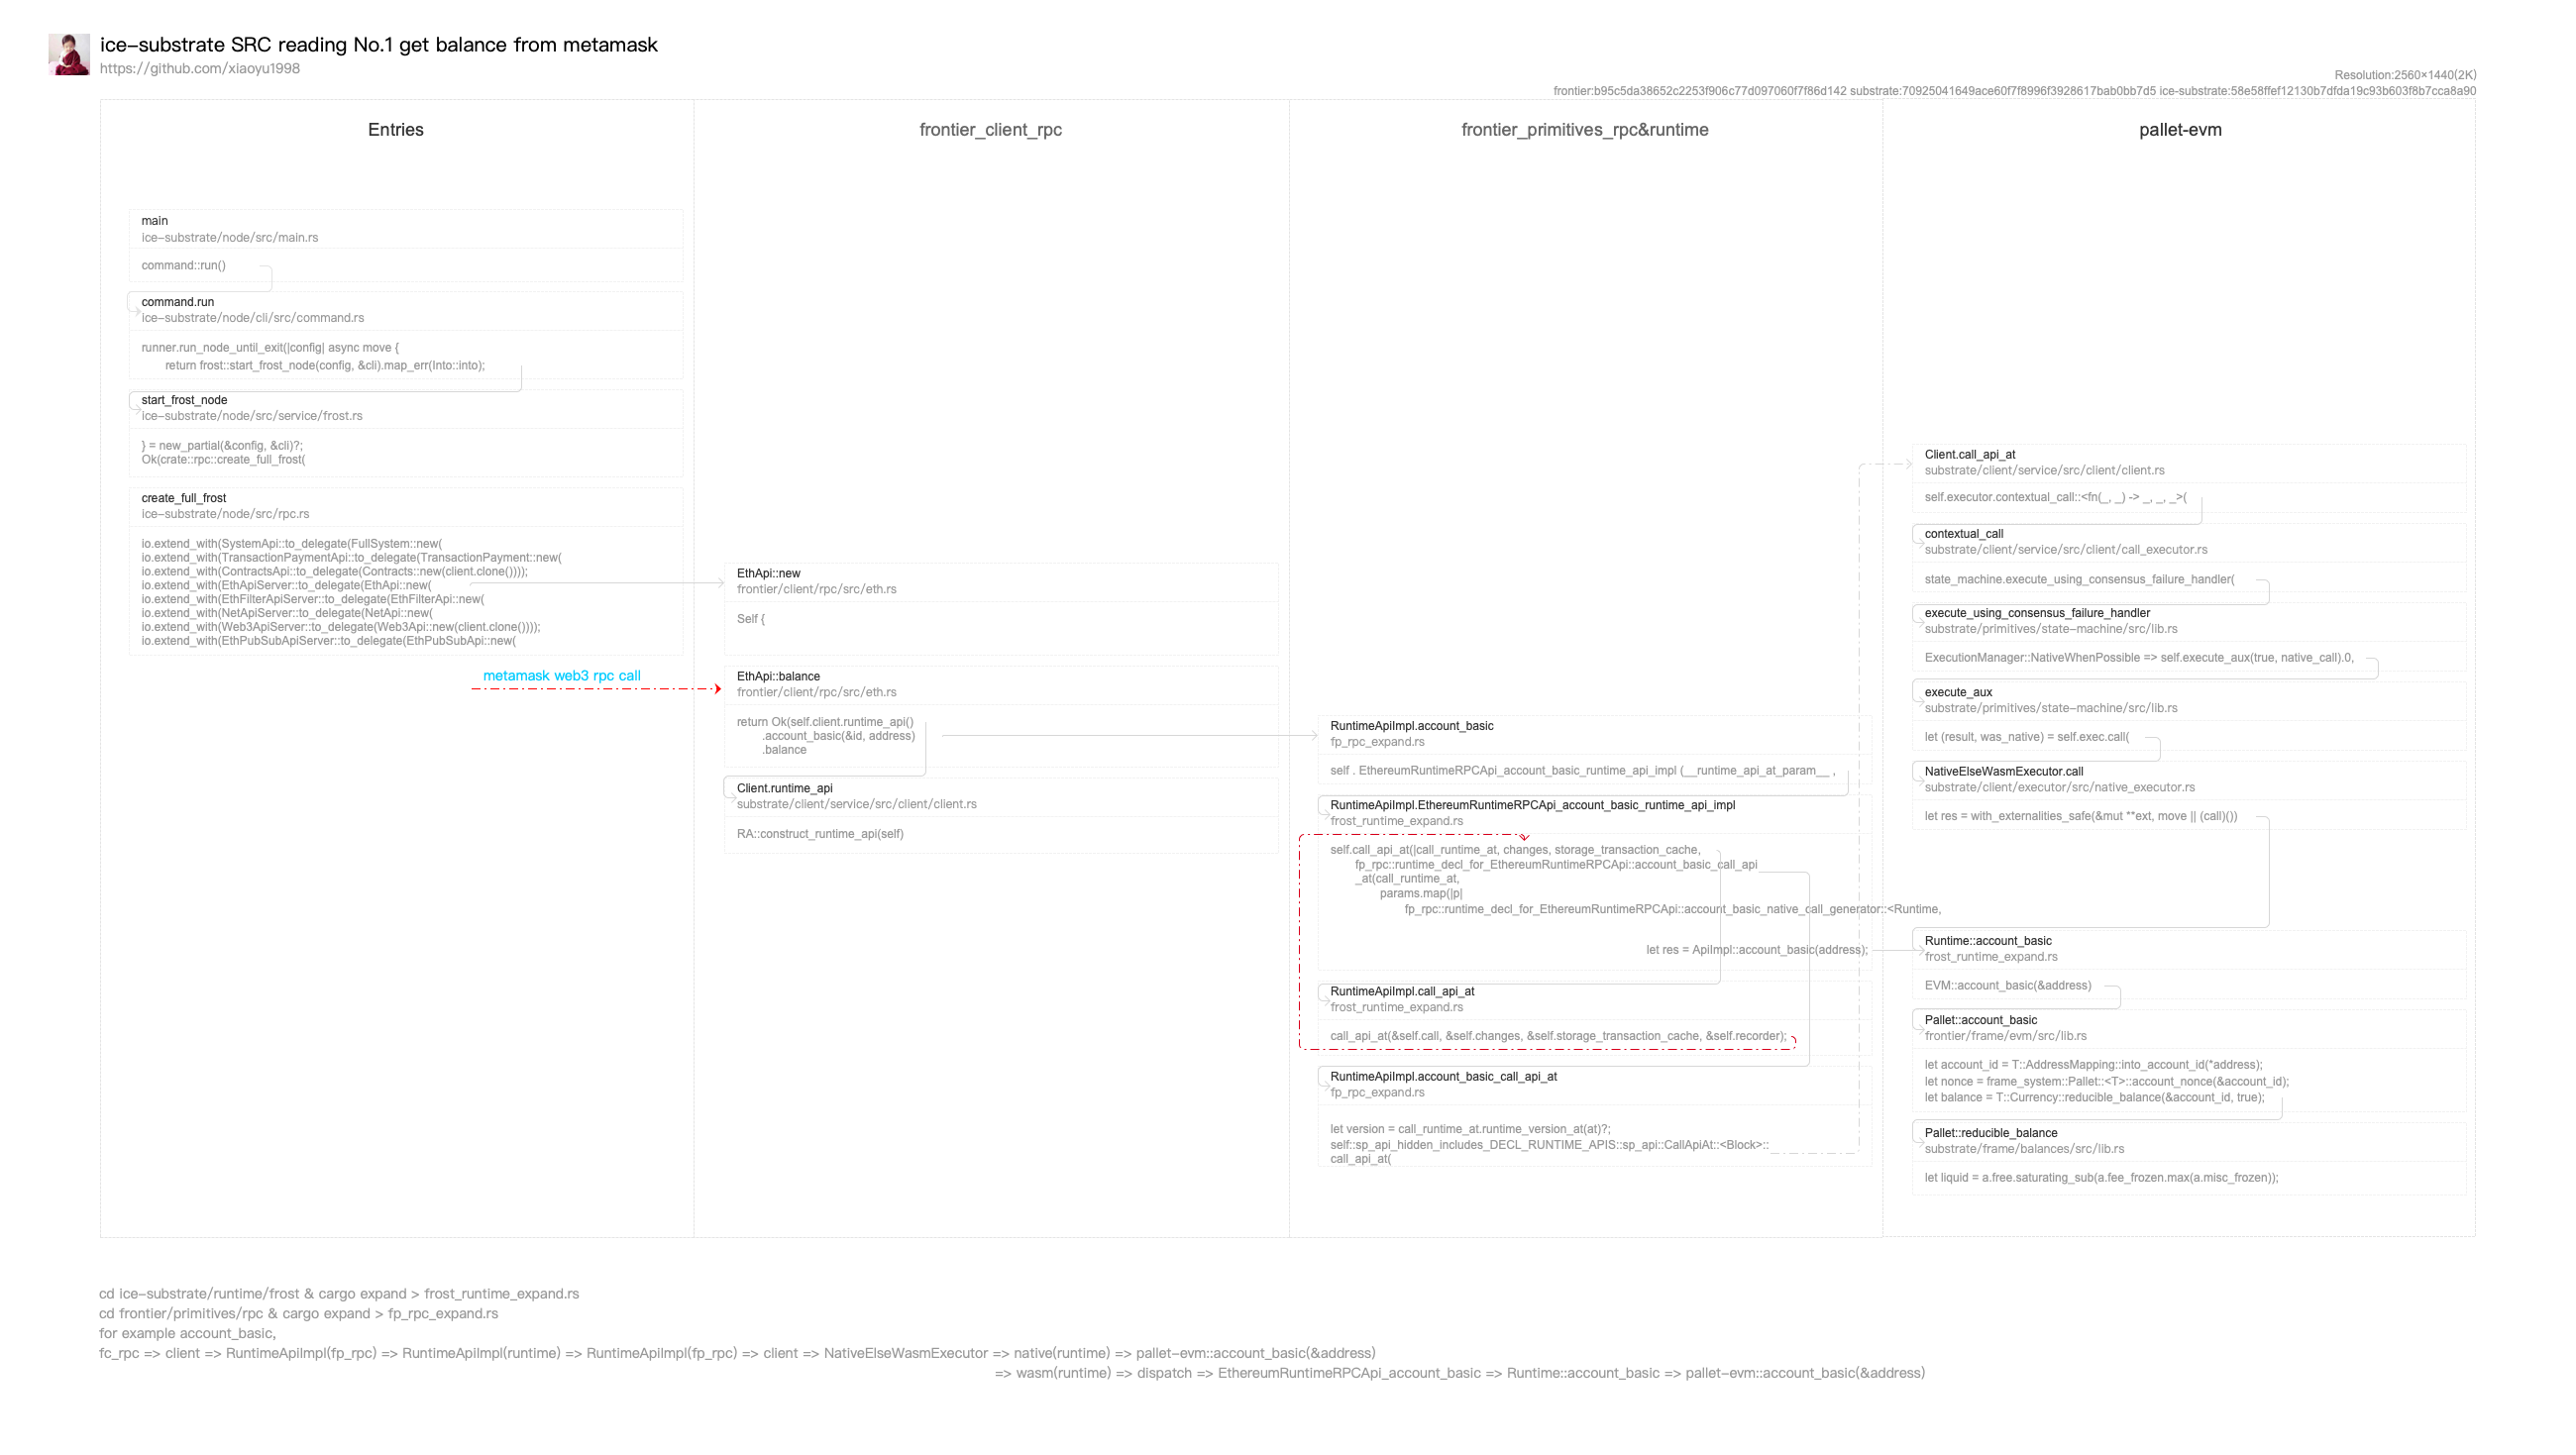 ice-substrate SRC reading No.1 get balance from metamask
https://github.com/xiaoyu1998
Resolution:2560×1440(2K)
frontier:b95c5da38652c2253f906c77d097060f7f86d142 substrate:70925041649ace60f7f8996f3928617bab0bb7d5 ice-substrate:58e58ffef12130b7dfda19c93b603f8b7cca8a90
Entries
main
ice-substrate/node/src/main.rs
command::run()
command.run
ice-substrate/node/cli/src/command.rs
runner.run_node_until_exit(|config| async move {
return frost::start_frost_node(config, &cli).map_err(Into::into);
start_frost_node
ice-substrate/node/src/service/frost.rs
} = new_partial(&config, &cli)?;
Ok(crate::rpc::create_full_frost(
create_full_frost
ice-substrate/node/src/rpc.rs
io.extend_with(SystemApi::to_delegate(FullSystem::new(
io.extend_with(TransactionPaymentApi::to_delegate(TransactionPayment::new(
io.extend_with(ContractsApi::to_delegate(Contracts::new(client.clone())));
io.extend_with(EthApiServer::to_delegate(EthApi::new(
io.extend_with(EthFilterApiServer::to_delegate(EthFilterApi::new(
io.extend_with(NetApiServer::to_delegate(NetApi::new(
io.extend_with(Web3ApiServer::to_delegate(Web3Api::new(client.clone())));
io.extend_with(EthPubSubApiServer::to_delegate(EthPubSubApi::new(
metamask web3 rpc call
frontier_client_rpc
EthApi::new
frontier/client/rpc/src/eth.rs
Self {
EthApi::balance
frontier/client/rpc/src/eth.rs
return Ok(self.client.runtime_api()
.account_basic(&id, address)
.balance
Client.runtime_api
substrate/client/service/src/client/client.rs
RA::construct_runtime_api(self)
frontier_primitives_rpc&runtime
RuntimeApiImpl.account_basic
fp_rpc_expand.rs
self . EthereumRuntimeRPCApi_account_basic_runtime_api_impl (__runtime_api_at_param__ ,
RuntimeApiImpl.EthereumRuntimeRPCApi_account_basic_runtime_api_impl
frost_runtime_expand.rs
self.call_api_at(|call_runtime_at, changes, storage_transaction_cache,
fp_rpc::runtime_decl_for_EthereumRuntimeRPCApi::account_basic_call_api
_at(call_runtime_at,
params.map(|p|
fp_rpc::runtime_decl_for_EthereumRuntimeRPCApi::account_basic_native_call_generator::<Runtime,
let res = ApiImpl::account_basic(address);
RuntimeApiImpl.call_api_at
frost_runtime_expand.rs
call_api_at(&self.call, &self.changes, &self.storage_transaction_cache, &self.recorder);
RuntimeApiImpl.account_basic_call_api_at
fp_rpc_expand.rs
let version = call_runtime_at.runtime_version_at(at)?;
self::sp_api_hidden_includes_DECL_RUNTIME_APIS::sp_api::CallApiAt::<Block>::
call_api_at(
pallet-evm
Client.call_api_at
substrate/client/service/src/client/client.rs
self.executor.contextual_call::<fn(_, _) -> _, _, _>(
contextual_call
substrate/client/service/src/client/call_executor.rs
state_machine.execute_using_consensus_failure_handler(
execute_using_consensus_failure_handler
substrate/primitives/state-machine/src/lib.rs
ExecutionManager::NativeWhenPossible => self.execute_aux(true, native_call).0,
execute_aux
substrate/primitives/state-machine/src/lib.rs
let (result, was_native) = self.exec.call(
NativeElseWasmExecutor.call
substrate/client/executor/src/native_executor.rs
let res = with_externalities_safe(&mut **ext, move || (call)())
Runtime::account_basic
frost_runtime_expand.rs
EVM::account_basic(&address)
Pallet::account_basic
frontier/frame/evm/src/lib.rs
let account_id = T::AddressMapping::into_account_id(*address);
let nonce = frame_system::Pallet::<T>::account_nonce(&account_id);
let balance = T::Currency::reducible_balance(&account_id, true);
Pallet::reducible_balance
substrate/frame/balances/src/lib.rs
let liquid = a.free.saturating_sub(a.fee_frozen.max(a.misc_frozen));
cd ice-substrate/runtime/frost & cargo expand > frost_runtime_expand.rs
cd frontier/primitives/rpc & cargo expand > fp_rpc_expand.rs
for example account_basic,
fc_rpc => client => RuntimeApiImpl(fp_rpc) => RuntimeApiImpl(runtime) => RuntimeApiImpl(fp_rpc) => client => NativeElseWasmExecutor => native(runtime) => pallet-evm::account_basic(&address)
=> wasm(runtime) => dispatch => EthereumRuntimeRPCApi_account_basic => Runtime::account_basic => pallet-evm::account_basic(&address)